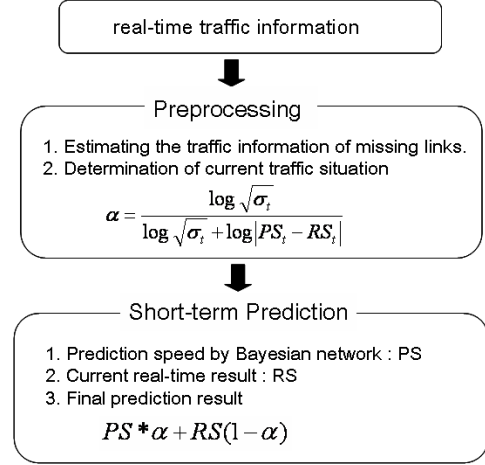 real-time traffic information
Preprocessing
1. Estimating the traffic information of missing links.
2. Determination of current traffic situation
α = log √σₜ / (log √σₜ + log|PSₜ − RSₜ|)
Short-term Prediction
1. Prediction speed by Bayesian network : PS
2. Current real-time result : RS
3. Final prediction result
PS * α + RS(1 − α)